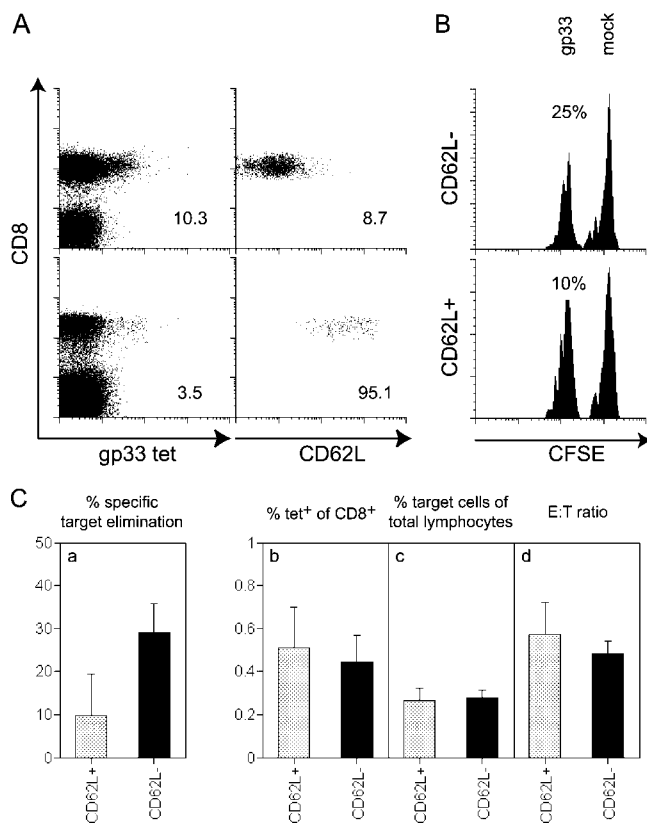 A
B
gp33
mock
CD8
10.3
8.7
3.5
95.1
gp33 tet
CD62L
25%
10%
CD62L-
CD62L+
CFSE
C
% specific
target elimination
% tet+ of CD8+
% target cells of
total lymphocytes
E:T ratio
a
b
c
d
50
40
30
20
10
0
1
0.8
0.6
0.4
0.2
0
CD62L+
CD62L-
CD62L+
CD62L-
CD62L+
CD62L-
CD62L+
CD62L-